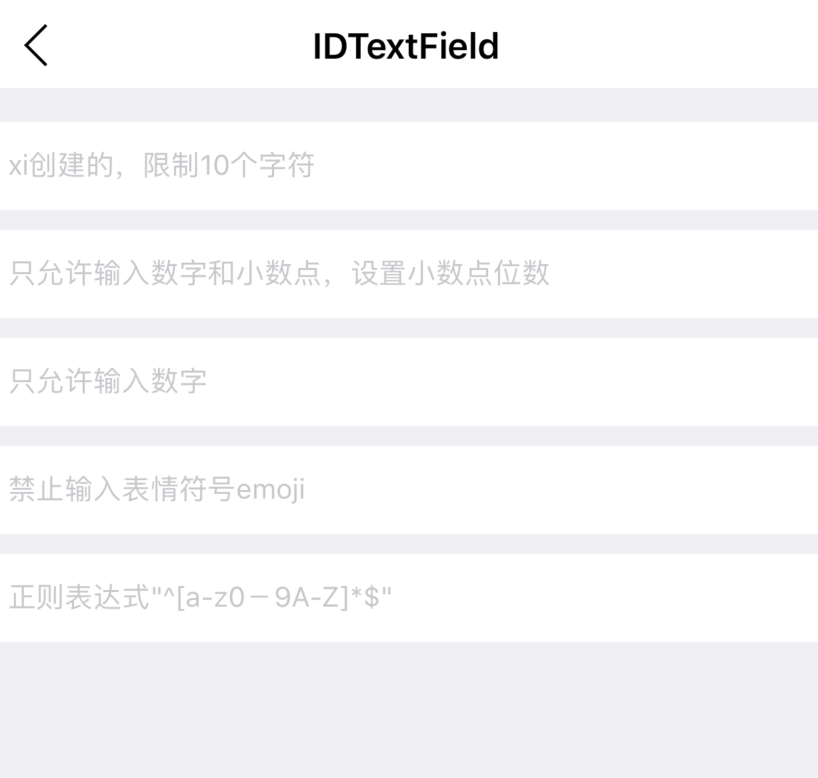 IDTextField
xi创建的，限制10个字符
只允许输入数字和小数点，设置小数点位数
只允许输入数字
禁止输入表情符号emoji
正则表达式"^[a-z0－9A-Z]*$"